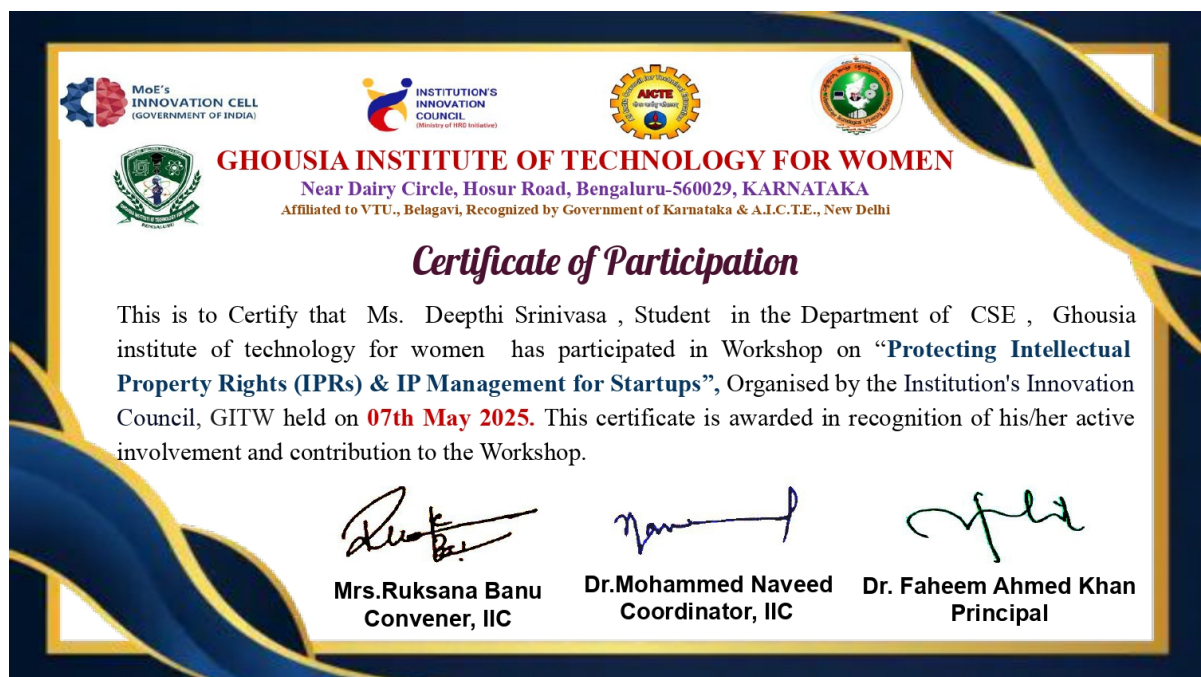 MoE's
INNOVATION CELL
(GOVERNMENT OF INDIA)
INSTITUTION'S
INNOVATION
COUNCIL
(Ministry of HRD Initiative)
AICTE
GHOUSIA INSTITUTE OF TECHNOLOGY FOR WOMEN
Near Dairy Circle, Hosur Road, Bengaluru-560029, KARNATAKA
Affiliated to VTU., Belagavi, Recognized by Government of Karnataka & A.I.C.T.E., New Delhi
Certificate of Participation
This is to Certify that Ms. Deepthi Srinivasa , Student in the Department of CSE , Ghousia
institute of technology for women has participated in Workshop on “Protecting Intellectual
Property Rights (IPRs) & IP Management for Startups”, Organised by the Institution's Innovation
Council, GITW held on 07th May 2025. This certificate is awarded in recognition of his/her active
involvement and contribution to the Workshop.
Mrs.Ruksana Banu
Convener, IIC
Dr.Mohammed Naveed
Coordinator, IIC
Dr. Faheem Ahmed Khan
Principal